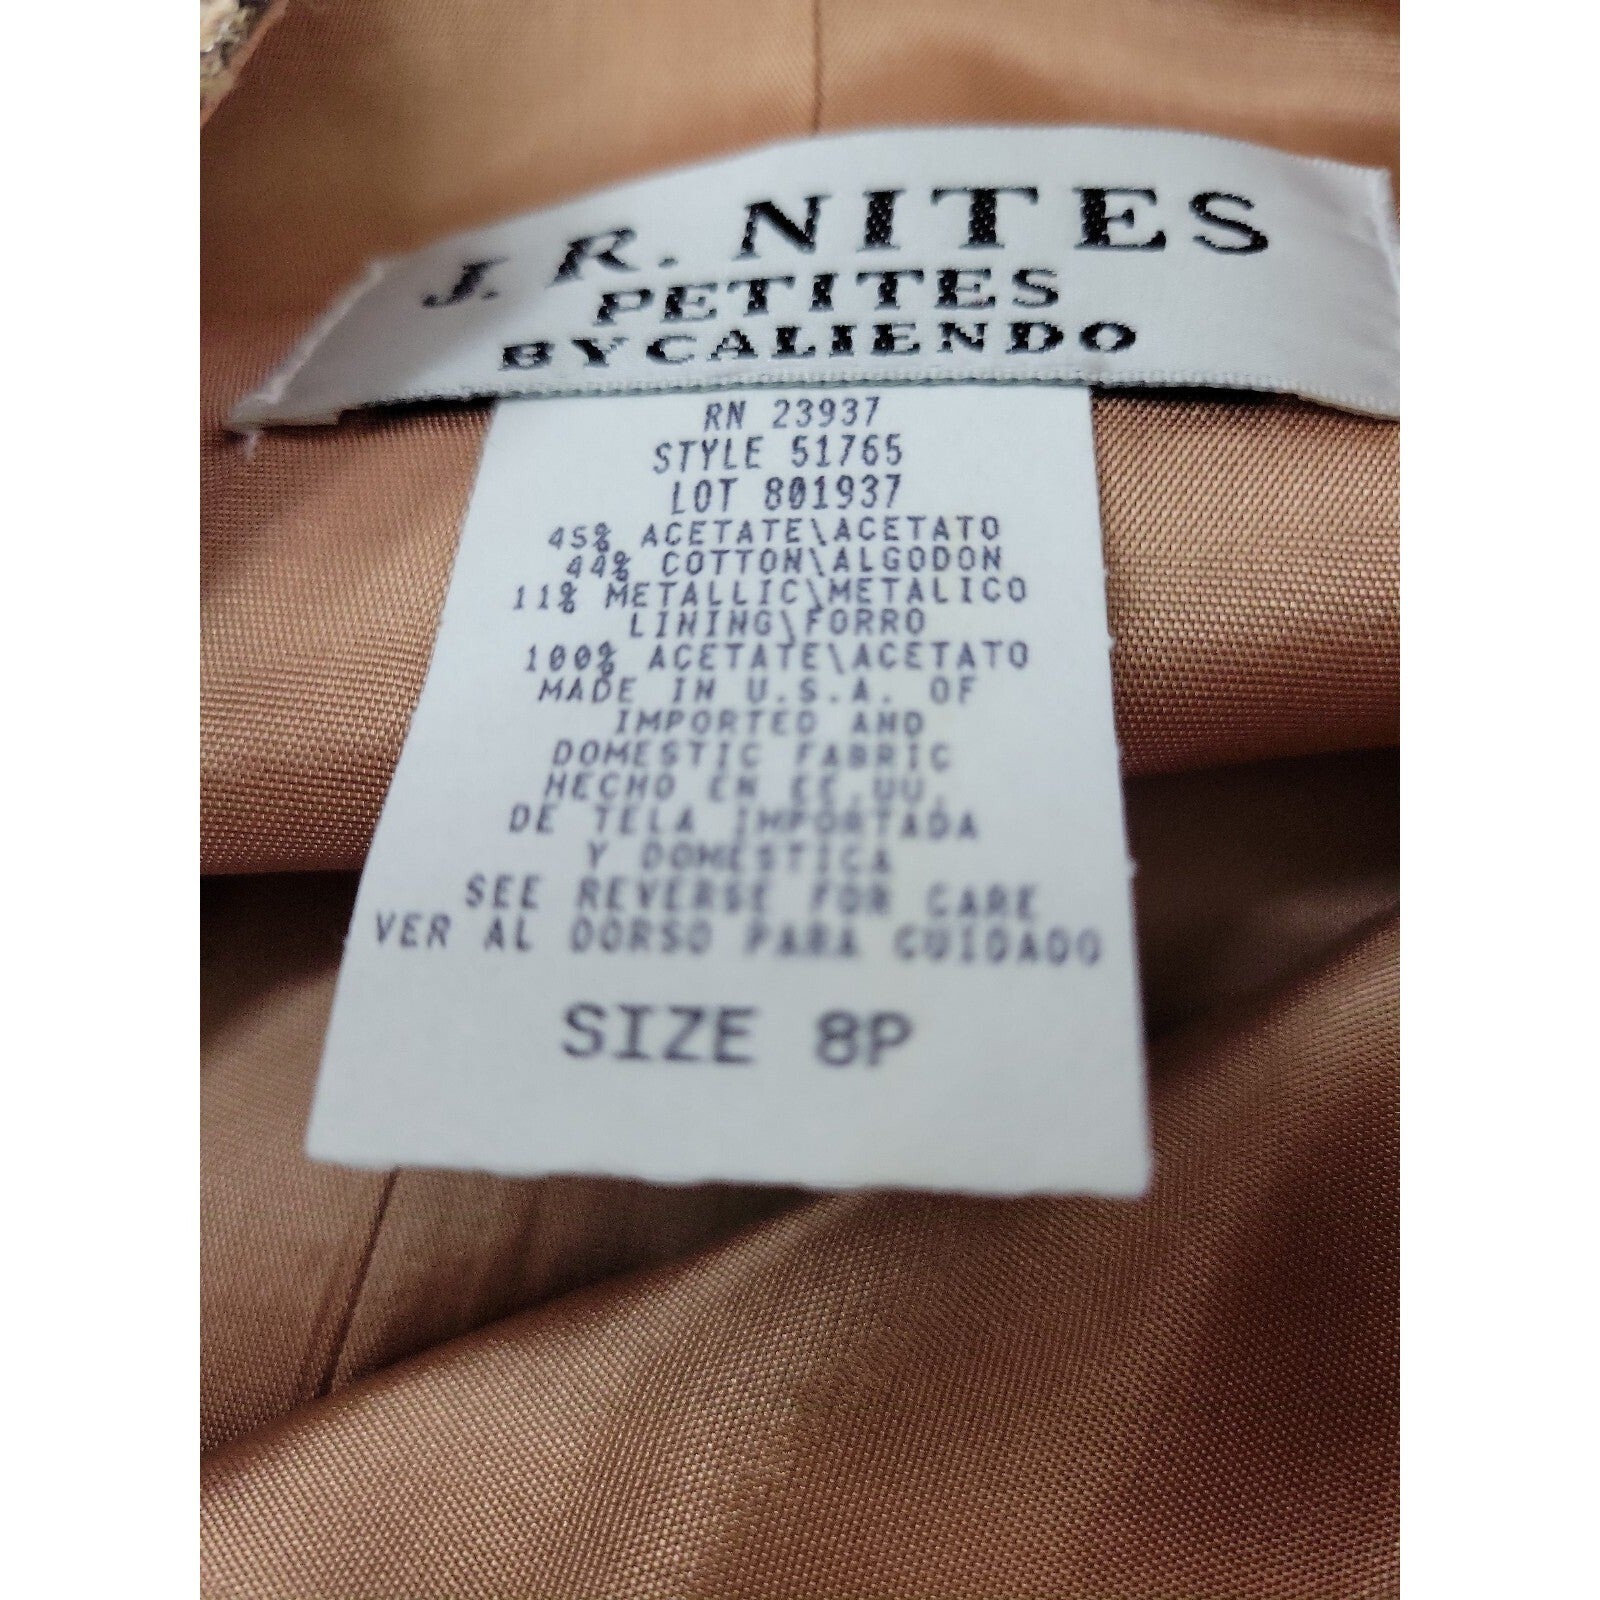 J. R. NITES
PETITES
BY CALIENDO
RN 23937
STYLE 51765
LOT 801937
45% ACETATE\ACETATO
44% COTTON\ALGODON
11% METALLIC\METALICO
LINING\FORRO
100% ACETATE\ACETATO
MADE IN U.S.A. OF
IMPORTED AND
DOMESTIC FABRIC
HECHO EN EE.UU.
DE TELA IMPORTADA
Y DOMESTICA
SEE REVERSE FOR CARE
VER AL DORSO PARA CUIDADO
SIZE 8P